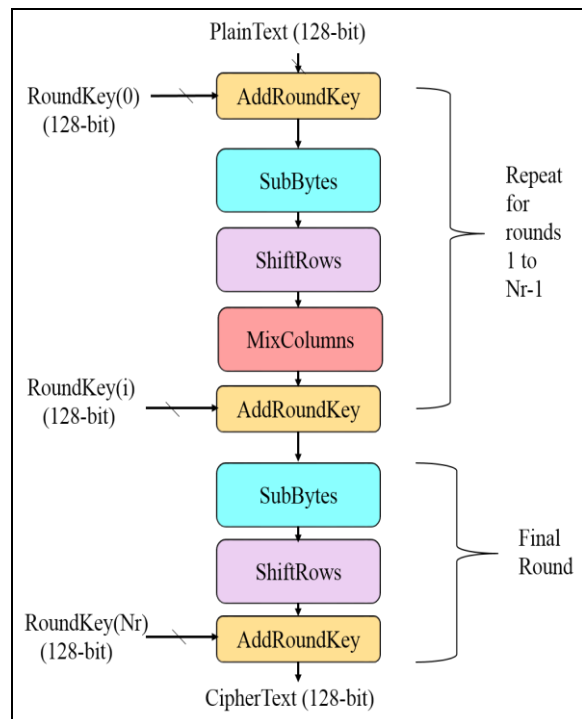 PlainText (128-bit)
RoundKey(0)
(128-bit)
AddRoundKey
SubBytes
ShiftRows
MixColumns
Repeat
for
rounds
1 to
Nr-1
RoundKey(i)
(128-bit)
AddRoundKey
SubBytes
ShiftRows
Final
Round
RoundKey(Nr)
(128-bit)
AddRoundKey
CipherText (128-bit)